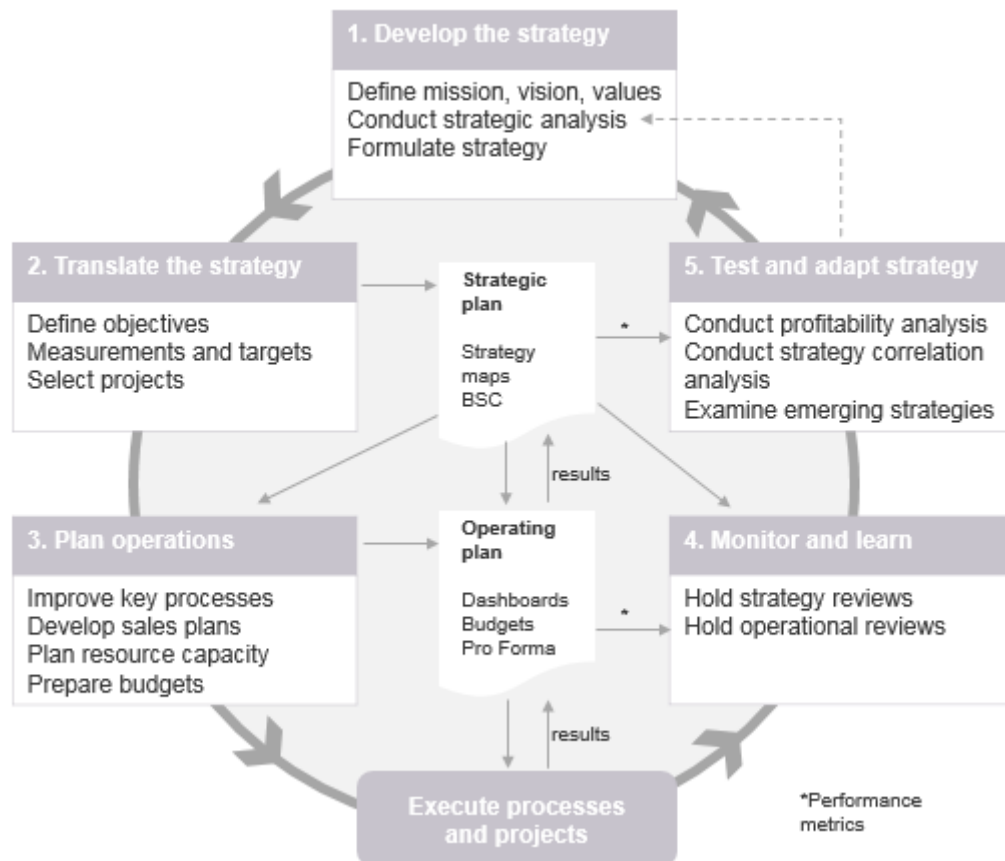 1. Develop the strategy
Define mission, vision, values
Conduct strategic analysis
Formulate strategy
2. Translate the strategy
Define objectives
Measurements and targets
Select projects
Strategic
plan
Strategy
maps
BSC
*
5. Test and adapt strategy
Conduct profitability analysis
Conduct strategy correlation
analysis
Examine emerging strategies
results
3. Plan operations
Improve key processes
Develop sales plans
Plan resource capacity
Prepare budgets
Operating
plan
Dashboards
Budgets
Pro Forma
*
4. Monitor and learn
Hold strategy reviews
Hold operational reviews
results
Execute processes
and projects
*Performance
metrics